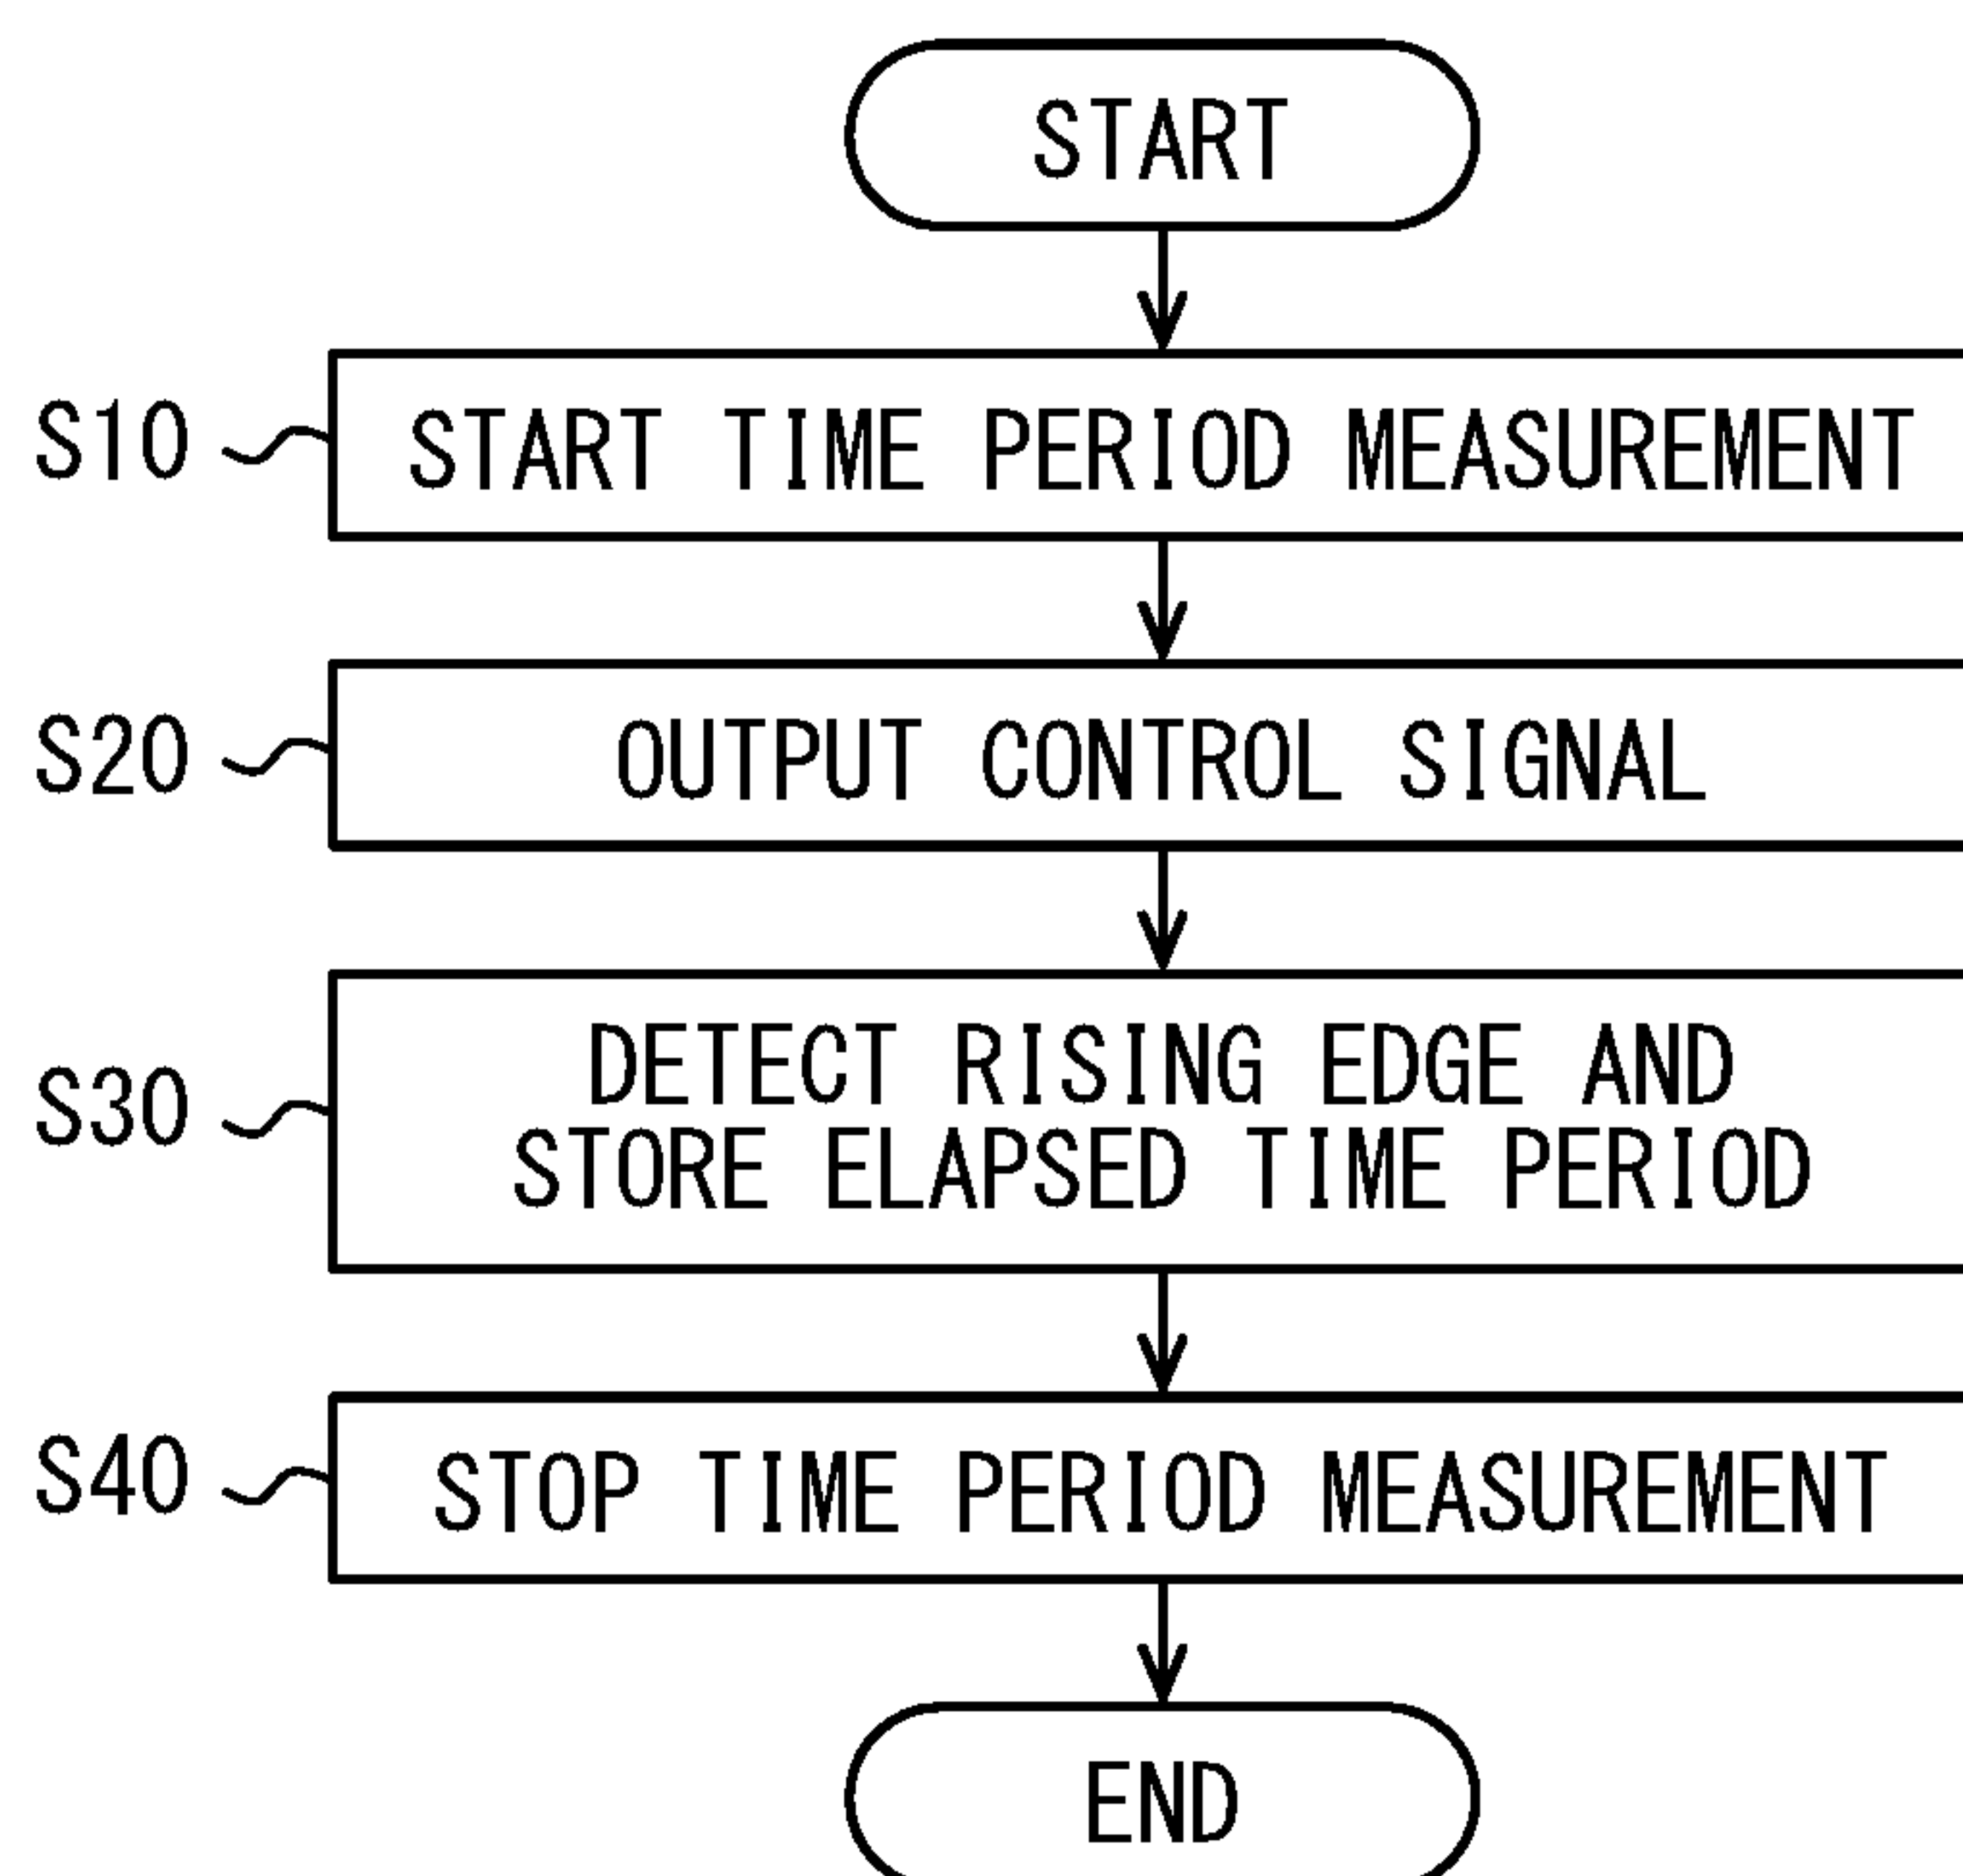 START
S10 START TIME PERIOD MEASUREMENT
S20 OUTPUT CONTROL SIGNAL
S30 DETECT RISING EDGE AND
STORE ELAPSED TIME PERIOD
S40 STOP TIME PERIOD MEASUREMENT
END